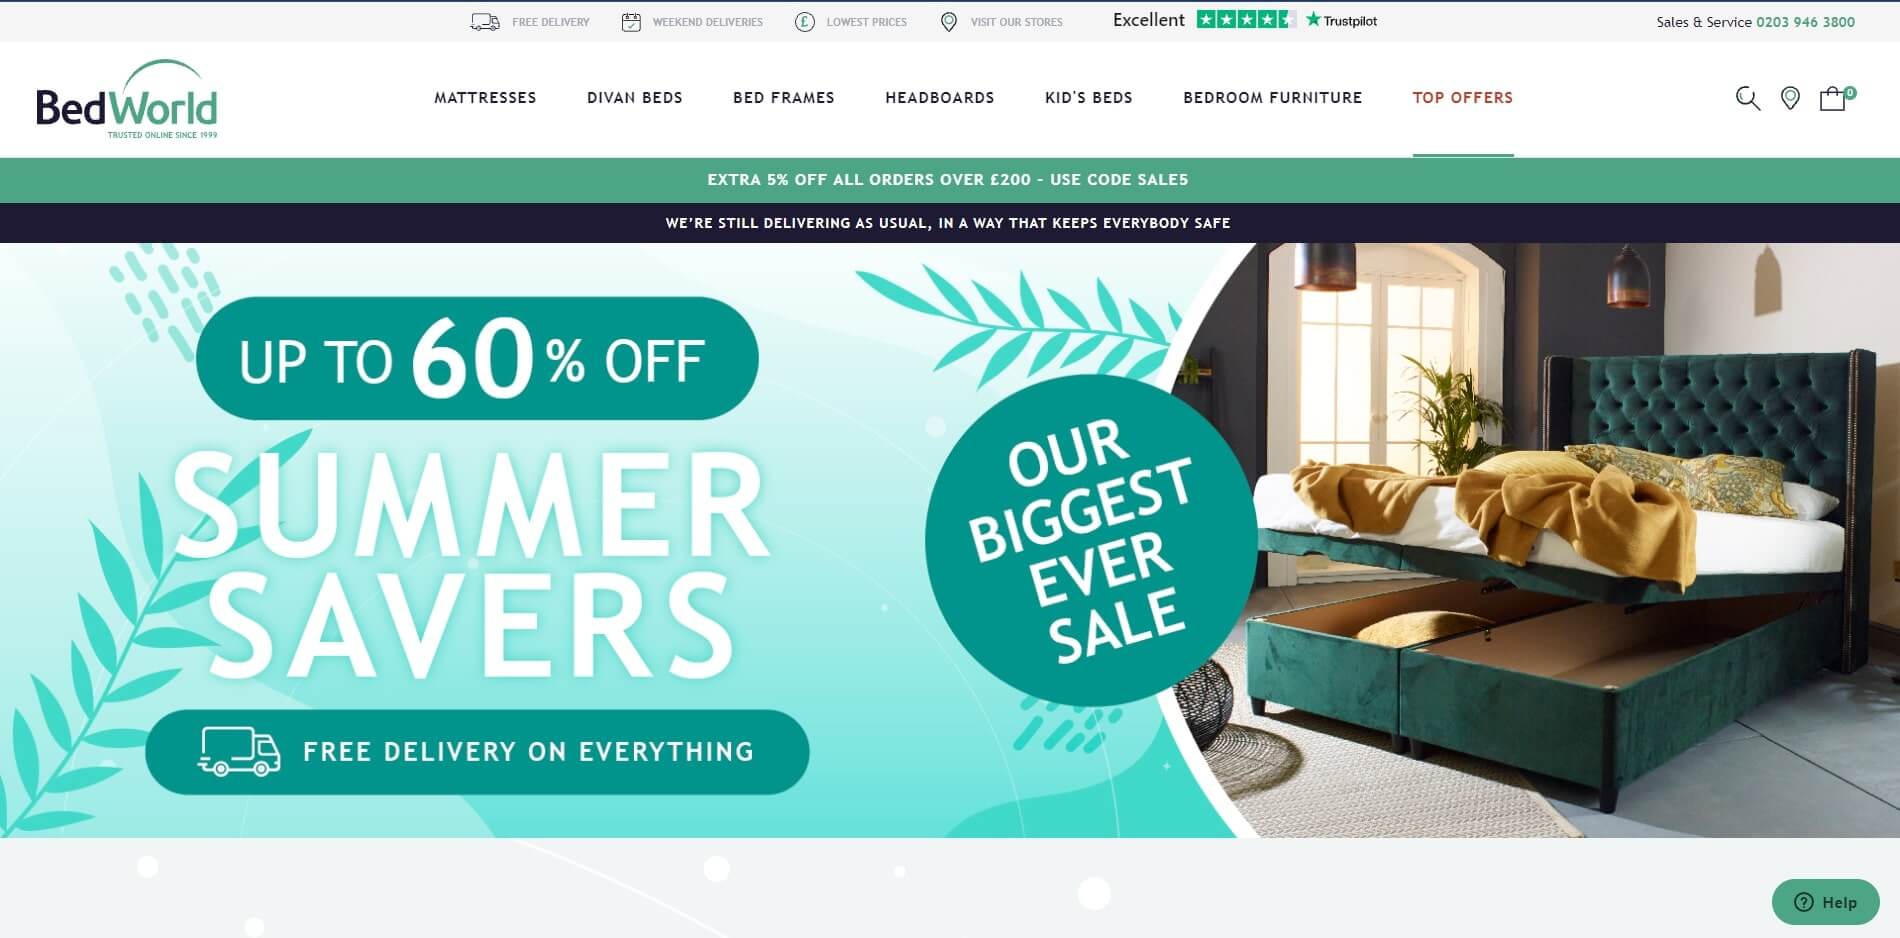 FREE DELIVERY
WEEKEND DELIVERIES
£ LOWEST PRICES
VISIT OUR STORES
Excellent
Trustpilot
Sales & Service 0203 946 3800
BedWorld
TRUSTED ONLINE SINCE 1999
MATTRESSES
DIVAN BEDS
BED FRAMES
HEADBOARDS
KID'S BEDS
BEDROOM FURNITURE
TOP OFFERS
0
EXTRA 5% OFF ALL ORDERS OVER £200 - USE CODE SALE5
WE'RE STILL DELIVERING AS USUAL, IN A WAY THAT KEEPS EVERYBODY SAFE
UP TO 60% OFF
SUMMER
SAVERS
FREE DELIVERY ON EVERYTHING
OUR
BIGGEST
EVER
SALE
? Help